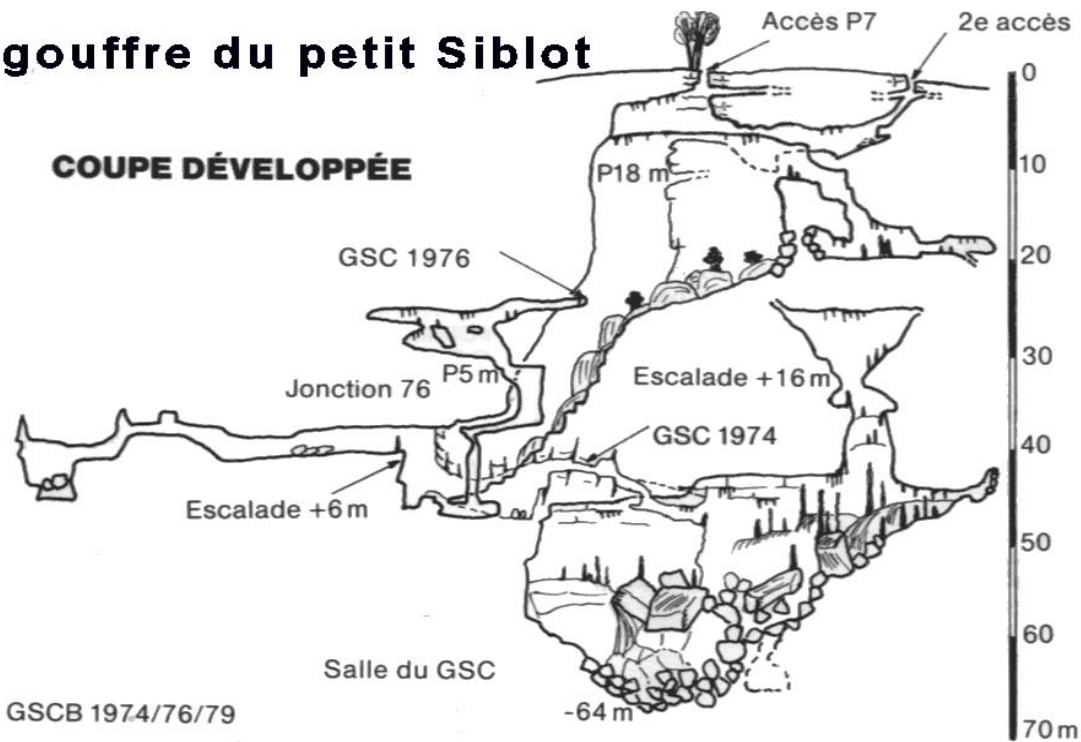 Accès P7
2e accès
gouffre du petit Siblot
0
COUPE DÉVELOPPÉE
10
P18 m
GSC 1976
20
30
P5 m
Jonction 76
Escalade +16 m
GSC 1974
40
Escalade +6 m
50
60
Salle du GSC
GSCB 1974/76/79
-64 m
70 m